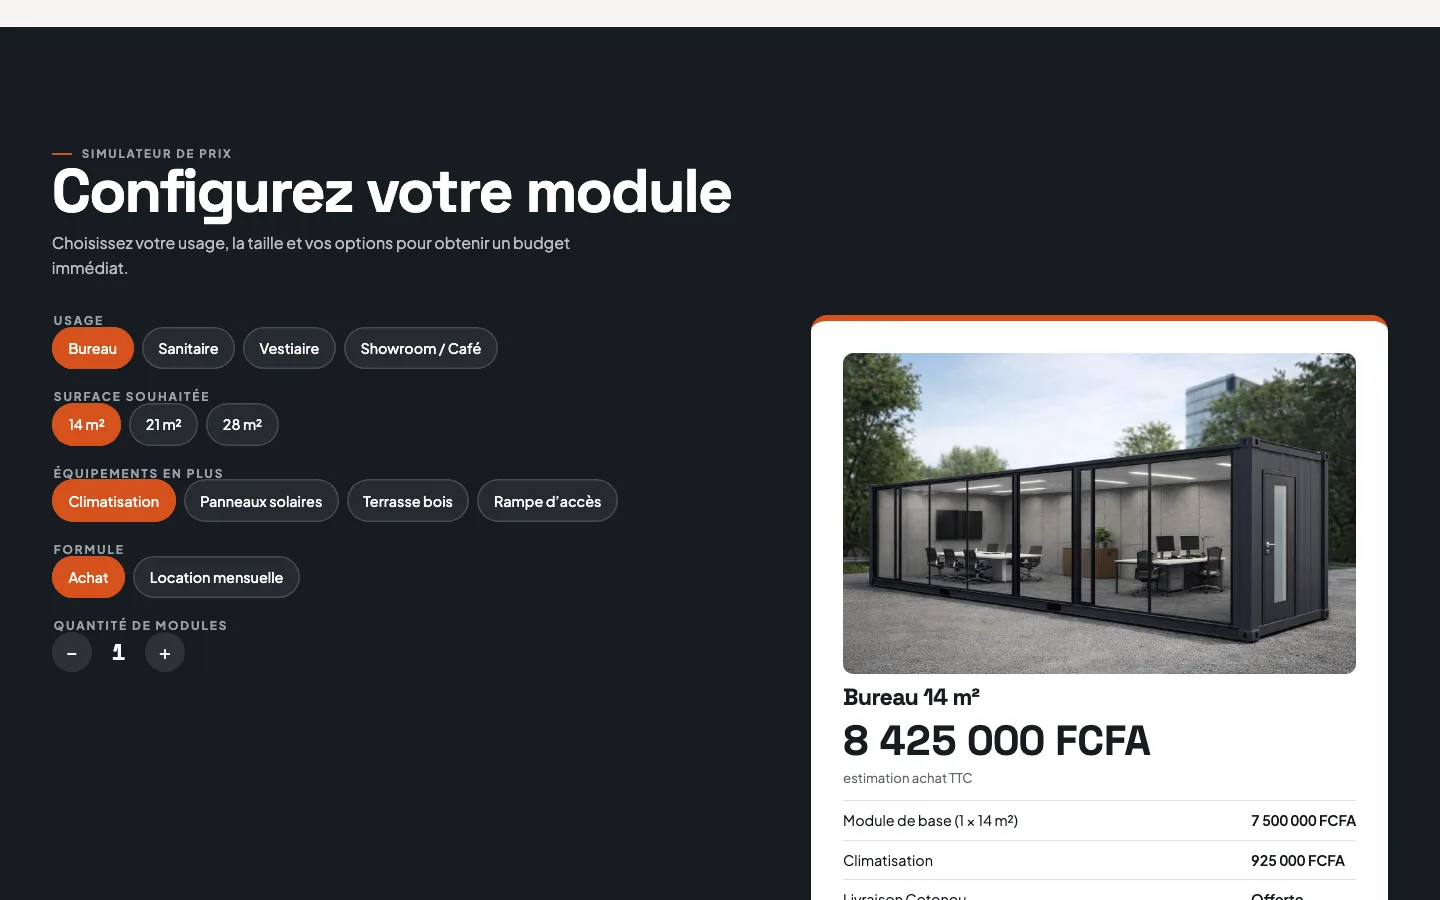 SIMULATEUR DE PRIX
Configurez votre module
Choisissez votre usage, la taille et vos options pour obtenir un budget
immédiat.
USAGE
Bureau Sanitaire Vestiaire Showroom / Café
SURFACE SOUHAITÉE
14 m² 21 m² 28 m²
ÉQUIPEMENTS EN PLUS
Climatisation Panneaux solaires Terrasse bois Rampe d’accès
FORMULE
Achat Location mensuelle
QUANTITÉ DE MODULES
− 1 +
Bureau 14 m²
8 425 000 FCFA
estimation achat TTC
Module de base (1 × 14 m²) 7 500 000 FCFA
Climatisation 925 000 FCFA
Livraison Cotonou Offerte